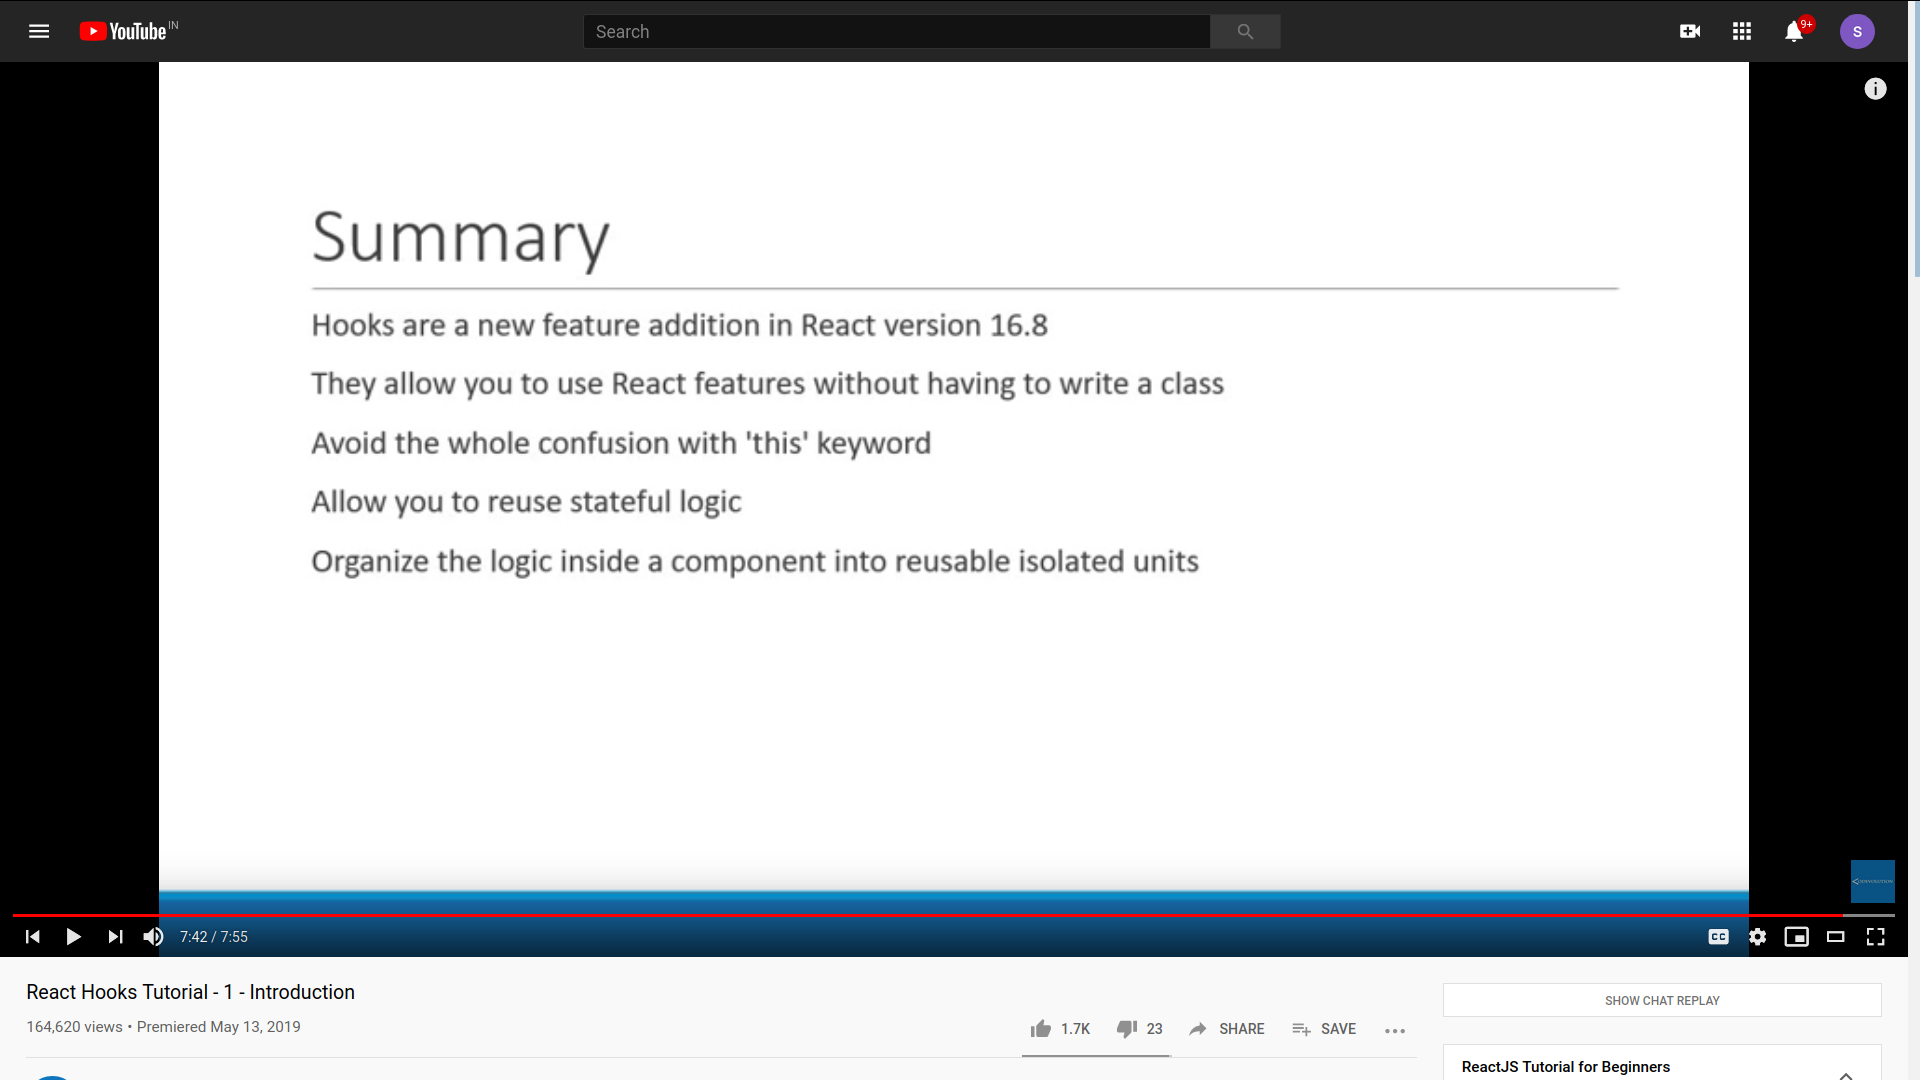 YouTube IN
Search
9+
S
Summary
Hooks are a new feature addition in React version 16.8
They allow you to use React features without having to write a class
Avoid the whole confusion with 'this' keyword
Allow you to reuse stateful logic
Organize the logic inside a component into reusable isolated units
7:42 / 7:55
CC
React Hooks Tutorial - 1 - Introduction
164,620 views • Premiered May 13, 2019
1.7K
23
SHARE
SAVE
SHOW CHAT REPLAY
ReactJS Tutorial for Beginners